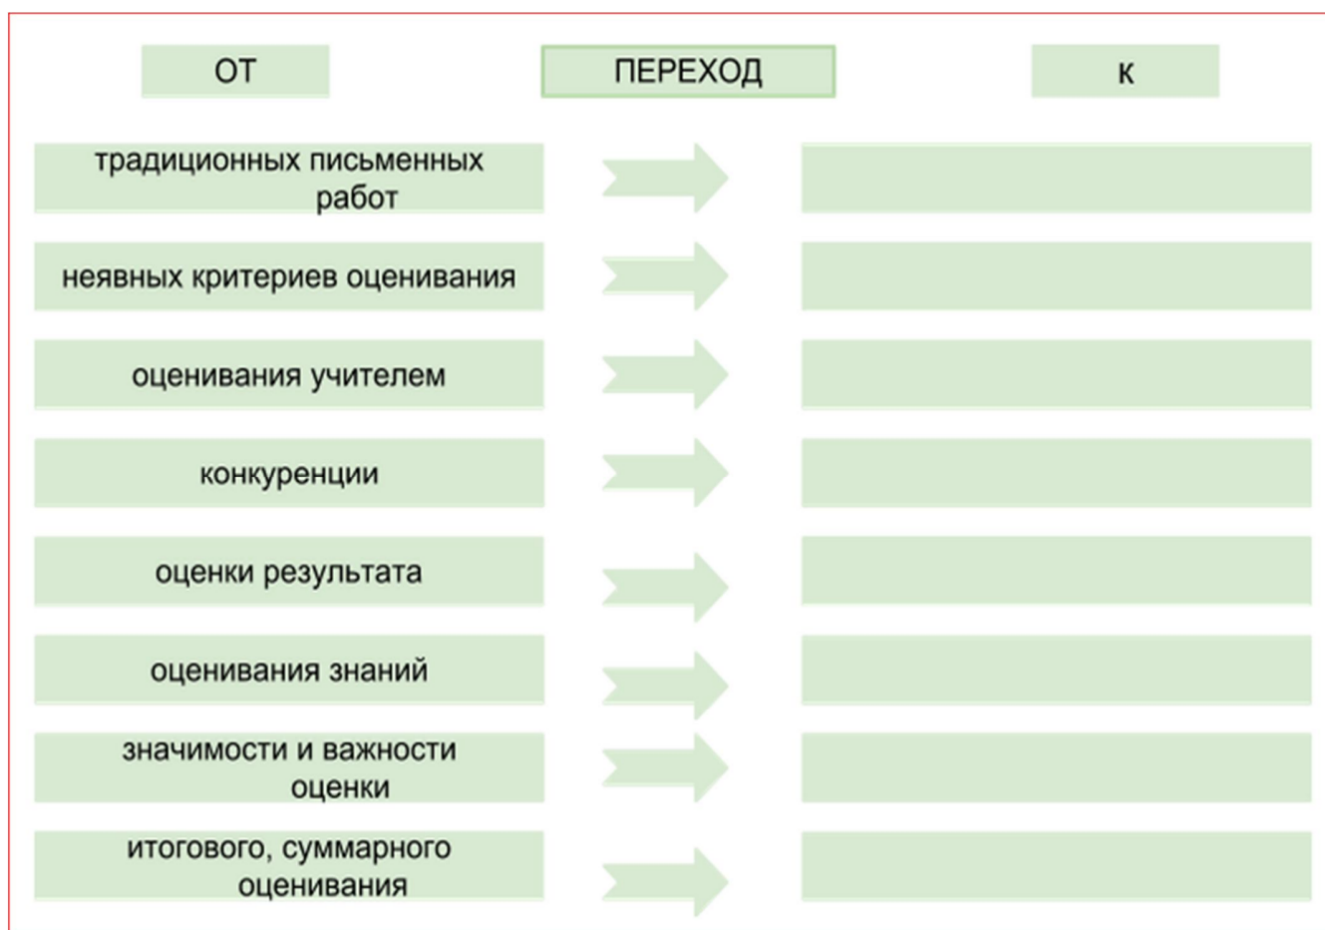 ОТ
ПЕРЕХОД
К
традиционных письменных
работ
неявных критериев оценивания
оценивания учителем
конкуренции
оценки результата
оценивания знаний
значимости и важности
оценки
итогового, суммарного
оценивания